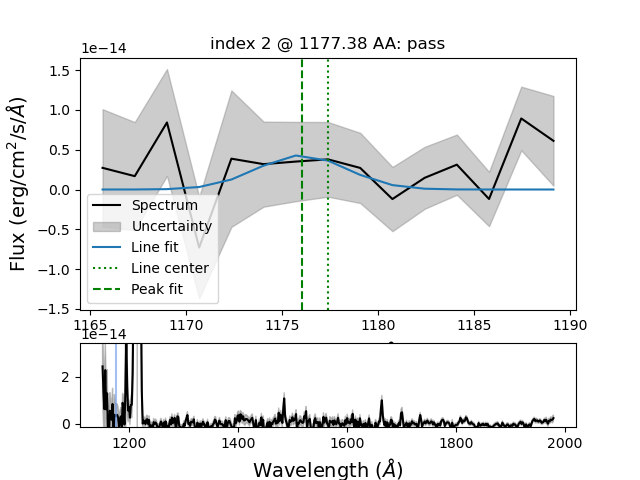 index 2 @ 1177.38 AA: pass
1e−14
1.5
1.0
0.5
0.0
−0.5
−1.0
−1.5
Flux (erg/cm²/s/Å)
Spectrum
Uncertainty
Line fit
Line center
Peak fit
1165 1170 1175 1180 1185 1190
1e−14
2
0
1200 1400 1600 1800 2000
Wavelength (Å)